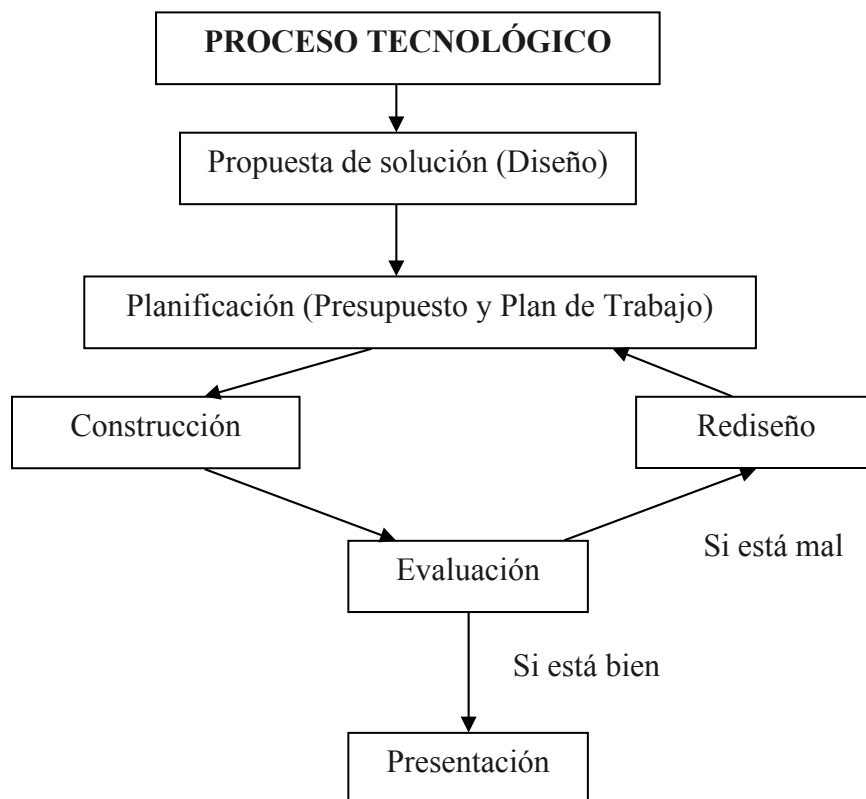 PROCESO TECNOLÓGICO
Propuesta de solución (Diseño)
Planificación (Presupuesto y Plan de Trabajo)
Construcción
Rediseño
Si está mal
Evaluación
Si está bien
Presentación